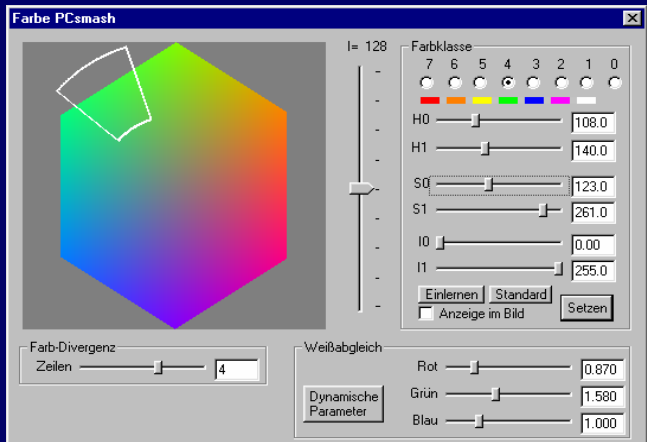 Farbe PCsmash
I= 128
Farbklasse
7 6 5 4 3 2 1 0
H0 108.0
H1 140.0
S0 123.0
S1 261.0
I0 0.00
I1 255.0
Einlernen Standard
Setzen
Anzeige im Bild
Farb-Divergenz
Zeilen 4
Weißabgleich
Rot 0.870
Dynamische
Parameter
Grün 1.580
Blau 1.000